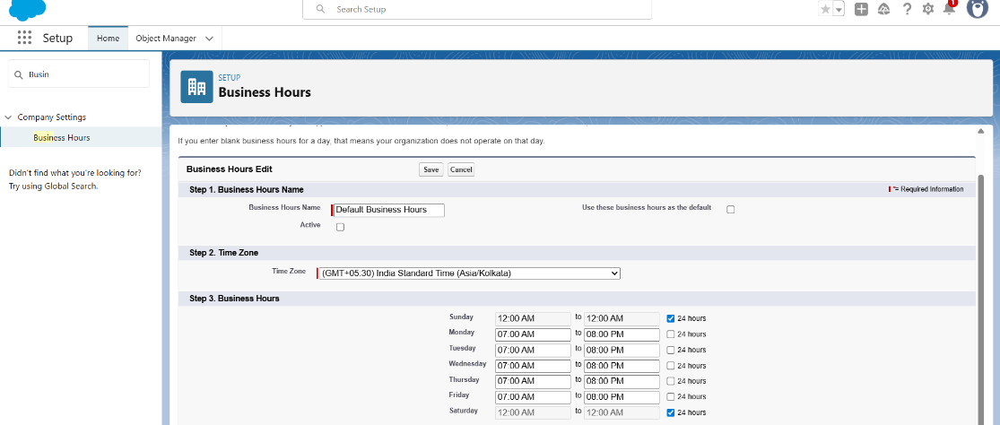 Search Setup
1
Setup
Home
Object Manager
Busin
Company Settings
Business Hours
Didn't find what you're looking for?
Try using Global Search.
SETUP
Business Hours
If you enter blank business hours for a day, that means your organization does not operate on that day.
Business Hours Edit
Save
Cancel
Step 1. Business Hours Name
*= Required Information
Business Hours Name
Default Business Hours
Use these business hours as the default
Active
Step 2. Time Zone
Time Zone
(GMT+05.30) India Standard Time (Asia/Kolkata)
Step 3. Business Hours
Sunday 12:00 AM to 12:00 AM 24 hours
Monday 07:00 AM to 08:00 PM 24 hours
Tuesday 07:00 AM to 08:00 PM 24 hours
Wednesday 07:00 AM to 08:00 PM 24 hours
Thursday 07:00 AM to 08:00 PM 24 hours
Friday 07:00 AM to 08:00 PM 24 hours
Saturday 12:00 AM to 12:00 AM 24 hours